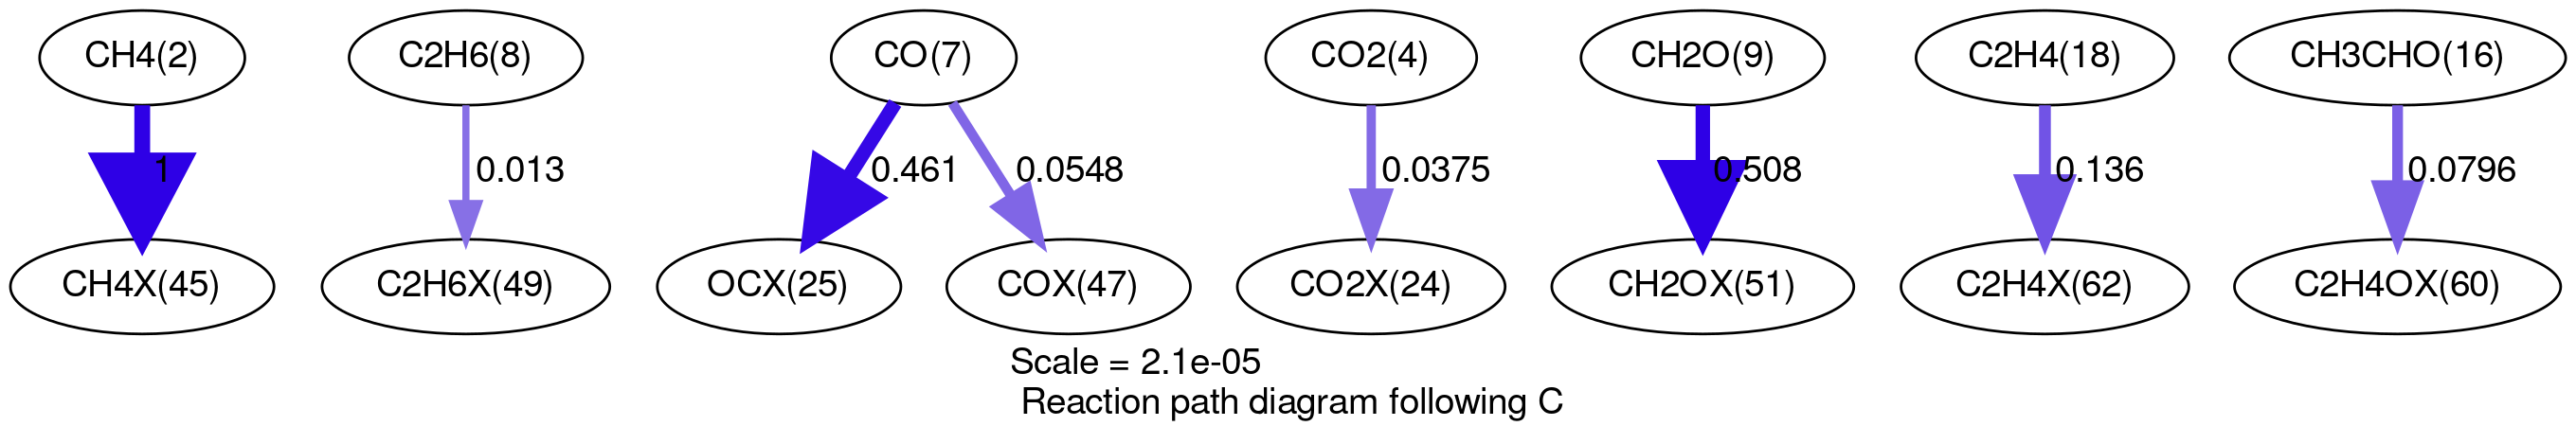 CH4(2) C2H6(8) CO(7) CO2(4) CH2O(9) C2H4(18) CH3CHO(16)
1 0.013 0.461 0.0548 0.0375 0.508 0.136 0.0796
CH4X(45) C2H6X(49) OCX(25) COX(47) CO2X(24) CH2OX(51) C2H4X(62) C2H4OX(60)
Scale = 2.1e-05
Reaction path diagram following C